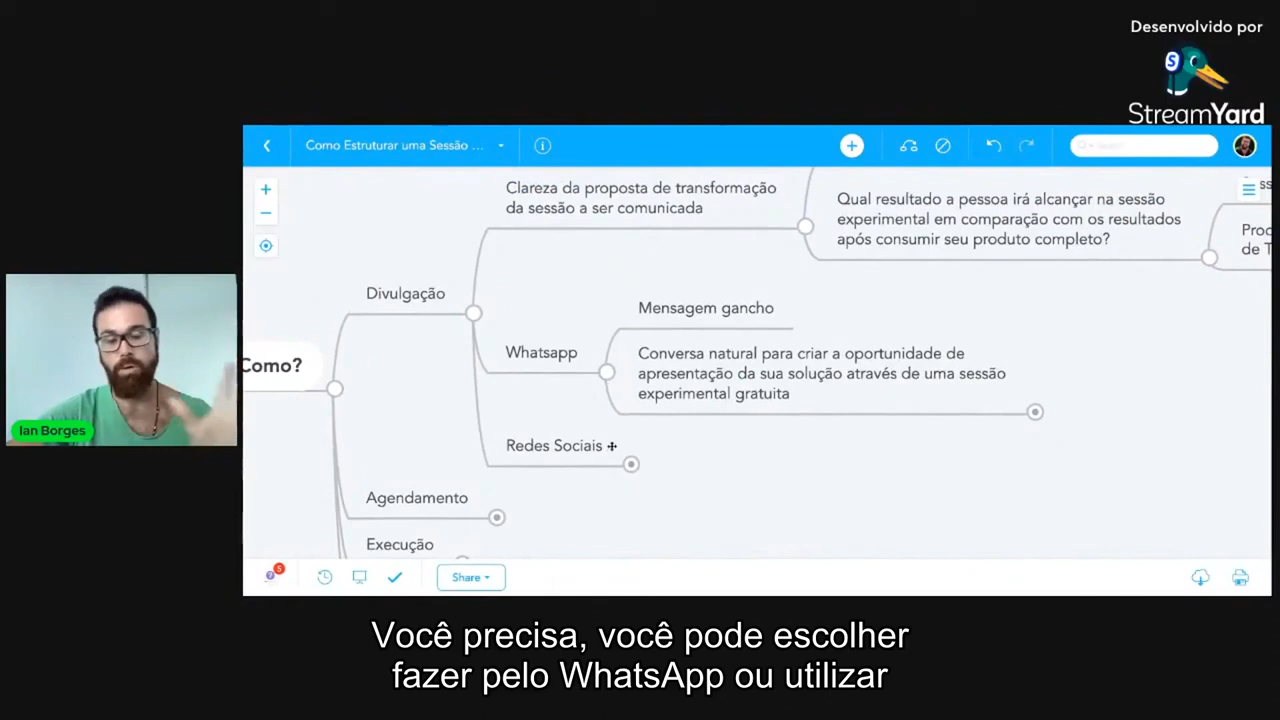 Desenvolvido por
StreamYard
Como Estruturar uma Sessão ...
Clareza da proposta de transformação
da sessão a ser comunicada
Qual resultado a pessoa irá alcançar na sessão
experimental em comparação com os resultados
após consumir seu produto completo?
Proc
de T
Divulgação
Mensagem gancho
Whatsapp
Conversa natural para criar a oportunidade de
apresentação da sua solução através de uma sessão
experimental gratuita
Como?
Ian Borges
Redes Sociais
Agendamento
Execução
5
Share
Você precisa, você pode escolher
fazer pelo WhatsApp ou utilizar